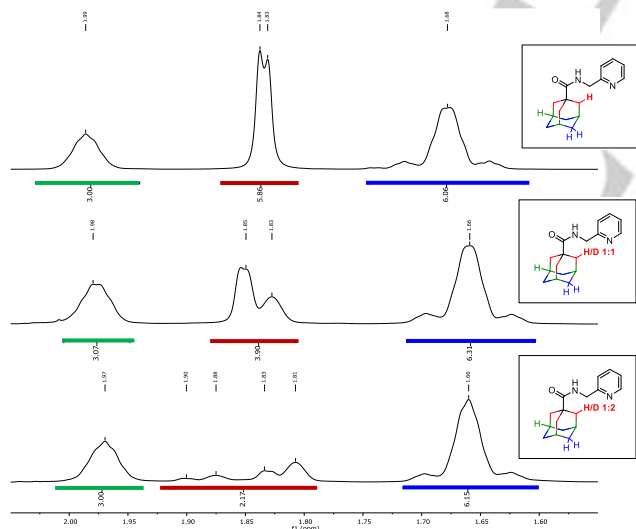 1.99
1.84
1.83
1.68
O
H
N
N
H
H
H
H
3.00
5.86
6.06
1.98
1.85
1.83
1.66
O
H
N
N
H/D 1:1
H
H
H
3.07
3.90
6.31
1.97
1.90
1.88
1.83
1.81
1.66
O
H
N
N
H/D 1:2
H
H
H
3.00
2.17
6.15
2.00
1.95
1.90
1.85
1.80
1.75
1.70
1.65
1.60
f1 (ppm)